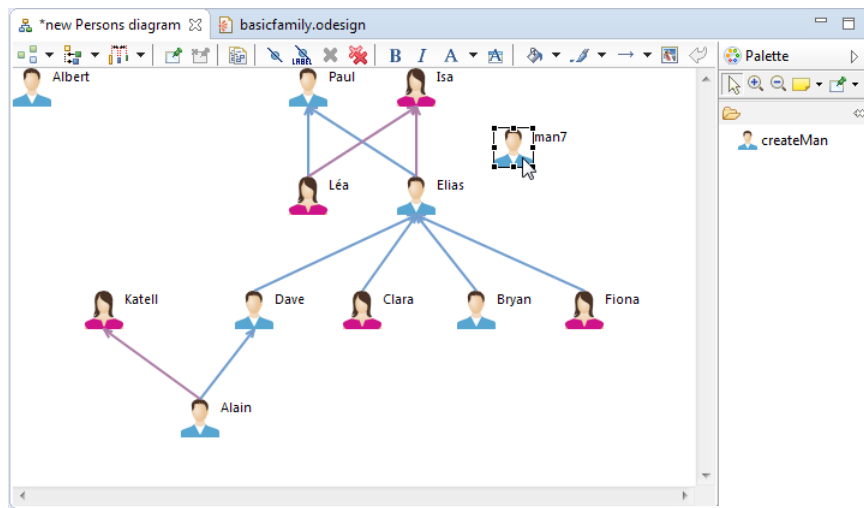 *new Persons diagram
basicfamily.odesign
LABEL B I A
Palette
Albert
Paul
Isa
man7
createMan
Léa
Elias
Katell
Dave
Clara
Bryan
Fiona
Alain